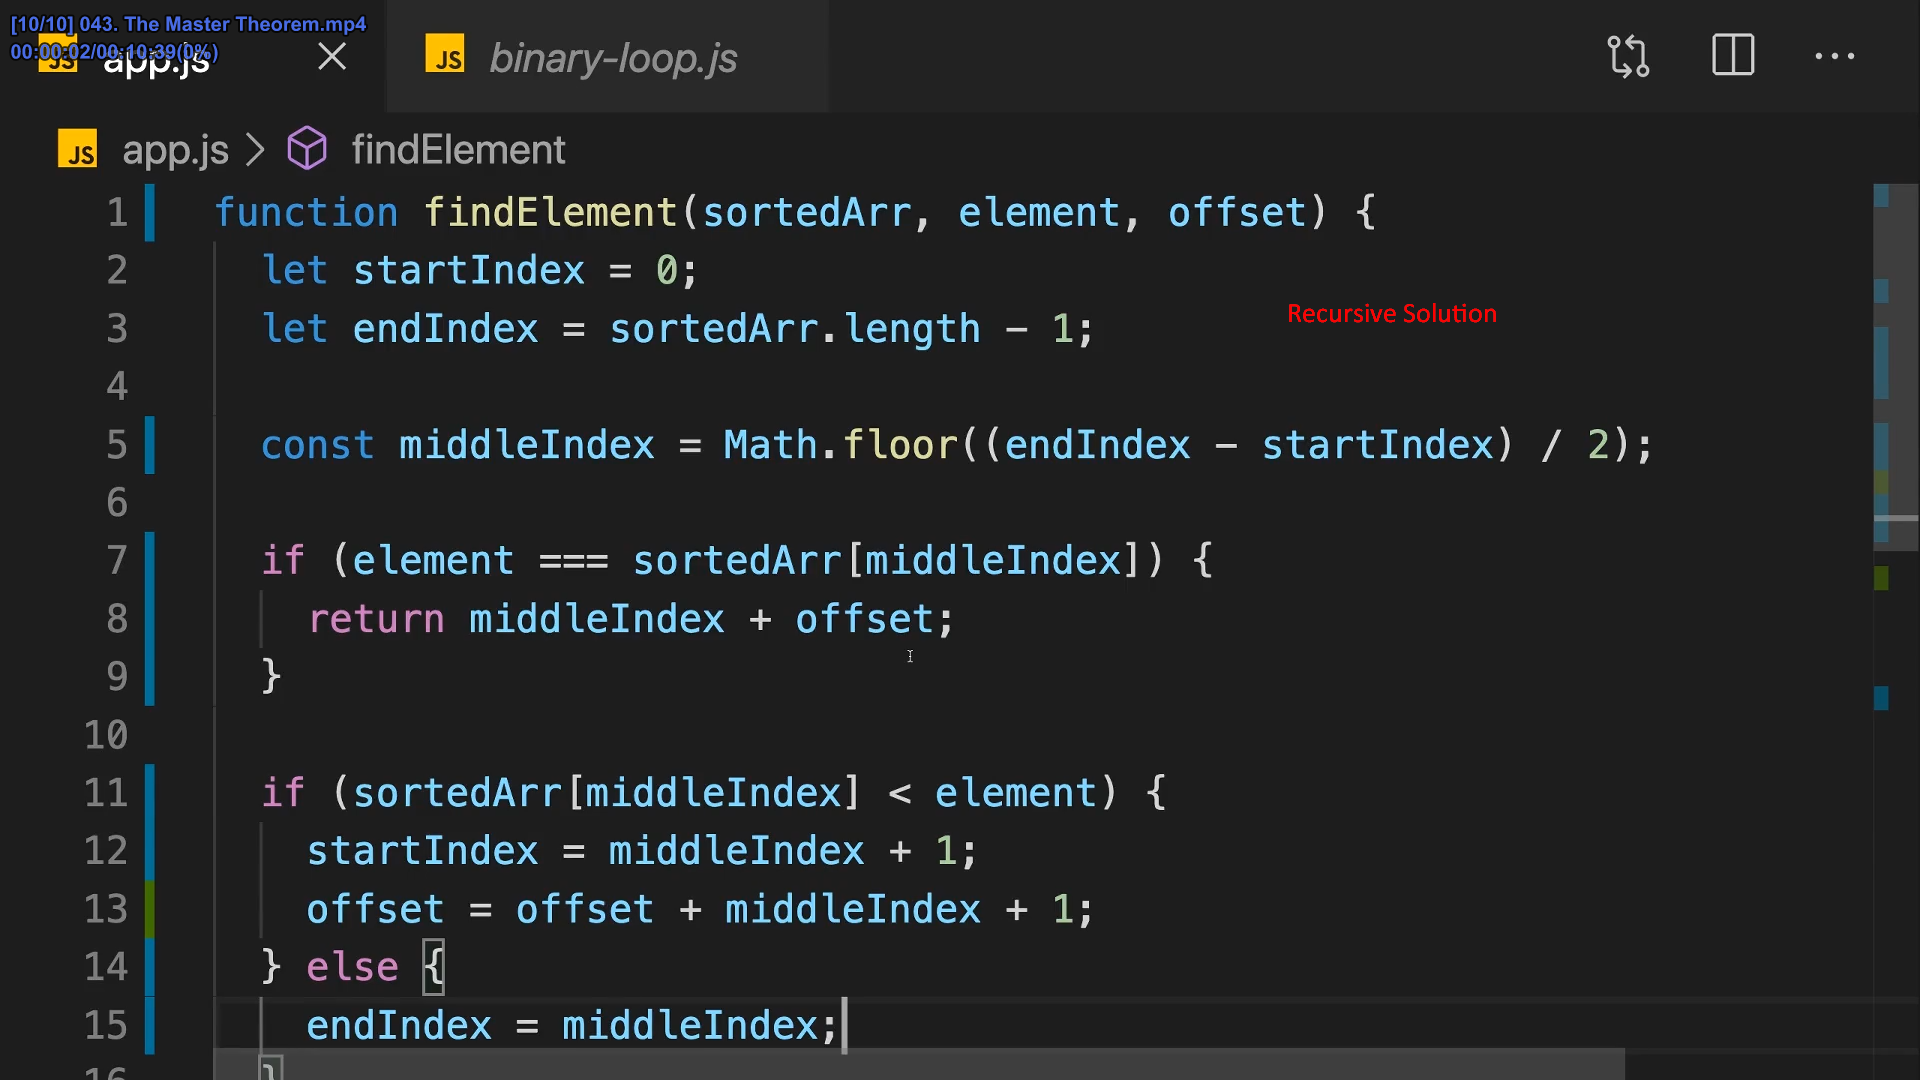 [10/10] 043. The Master Theorem.mp4
00:00:02/00:10:39(0%)
JS app.js
JS binary-loop.js
JS app.js > findElement
1 function findElement(sortedArr, element, offset) {
2 let startIndex = 0;
Recursive Solution
3 let endIndex = sortedArr.length - 1;
4
5 const middleIndex = Math.floor((endIndex - startIndex) / 2);
6
7 if (element === sortedArr[middleIndex]) {
8 return middleIndex + offset;
9 }
10
11 if (sortedArr[middleIndex] < element) {
12 startIndex = middleIndex + 1;
13 offset = offset + middleIndex + 1;
14 } else {
15 endIndex = middleIndex;
16 }